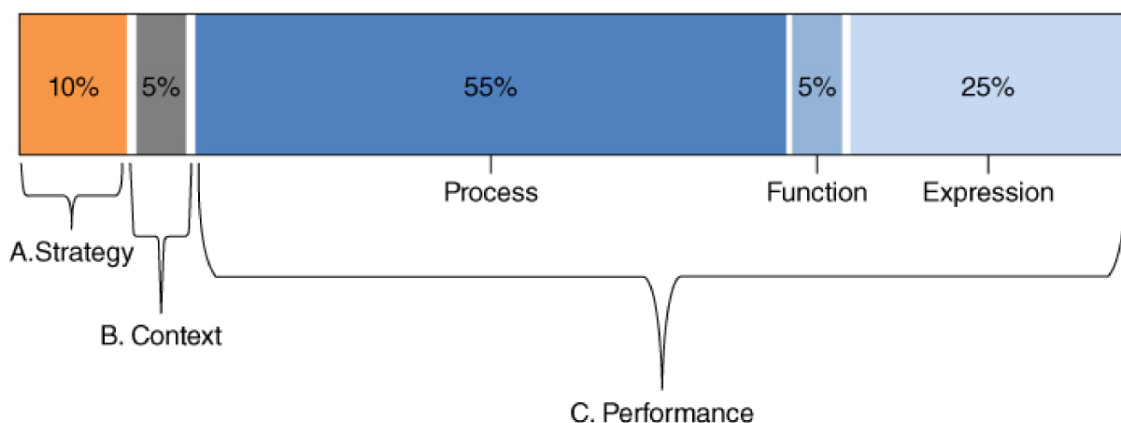 10% 5% 55% 5% 25%
Process Function Expression
A.Strategy
B. Context
C. Performance